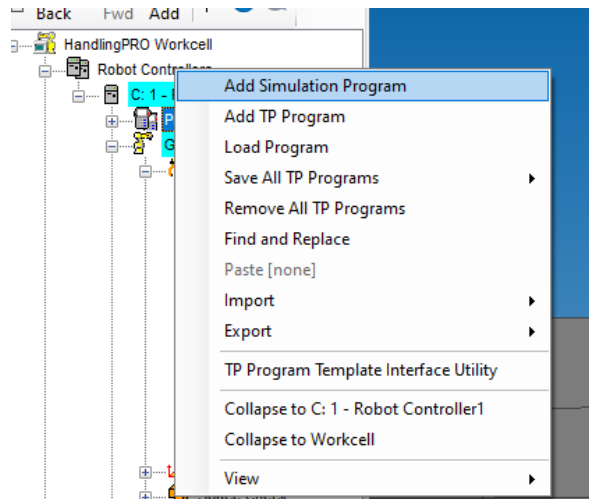 Back Fwd Add
HandlingPRO Workcell
Robot Controllers
C: 1 -
P
G
Add Simulation Program
Add TP Program
Load Program
Save All TP Programs
Remove All TP Programs
Find and Replace
Paste [none]
Import
Export
TP Program Template Interface Utility
Collapse to C: 1 - Robot Controller1
Collapse to Workcell
View